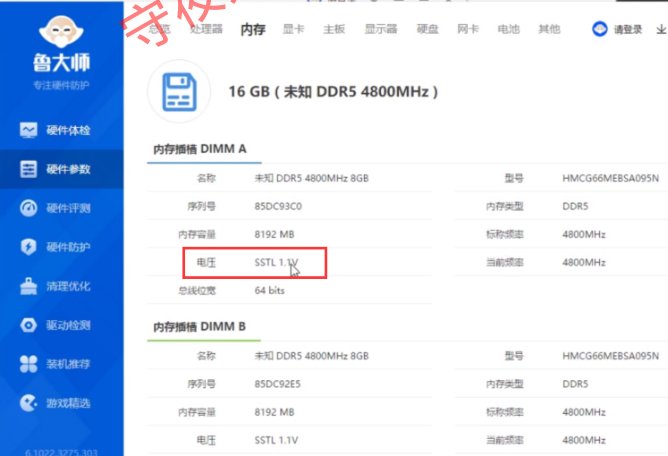 守夜
总览 处理器 内存 显卡 主板 显示器 硬盘 网卡 电池 其他 请登录
鲁大师
专注硬件防护
硬件体检
硬件参数
硬件评测
硬件防护
清理优化
驱动检测
装机推荐
游戏精选
6.1022.3275.303
16 GB ( 未知 DDR5 4800MHz )
内存插槽 DIMM A
名称 未知 DDR5 4800MHz 8GB 型号 HMCG66MEBSA095N
序列号 85DC93C0 内存类型 DDR5
内存容量 8192 MB 标称频率 4800MHz
电压 SSTL 1.1V 当前频率 4800MHz
总线位宽 64 bits
内存插槽 DIMM B
名称 未知 DDR5 4800MHz 8GB 型号 HMCG66MEBSA095N
序列号 85DC92E5 内存类型 DDR5
内存容量 8192 MB 标称频率 4800MHz
电压 SSTL 1.1V 当前频率 4800MHz